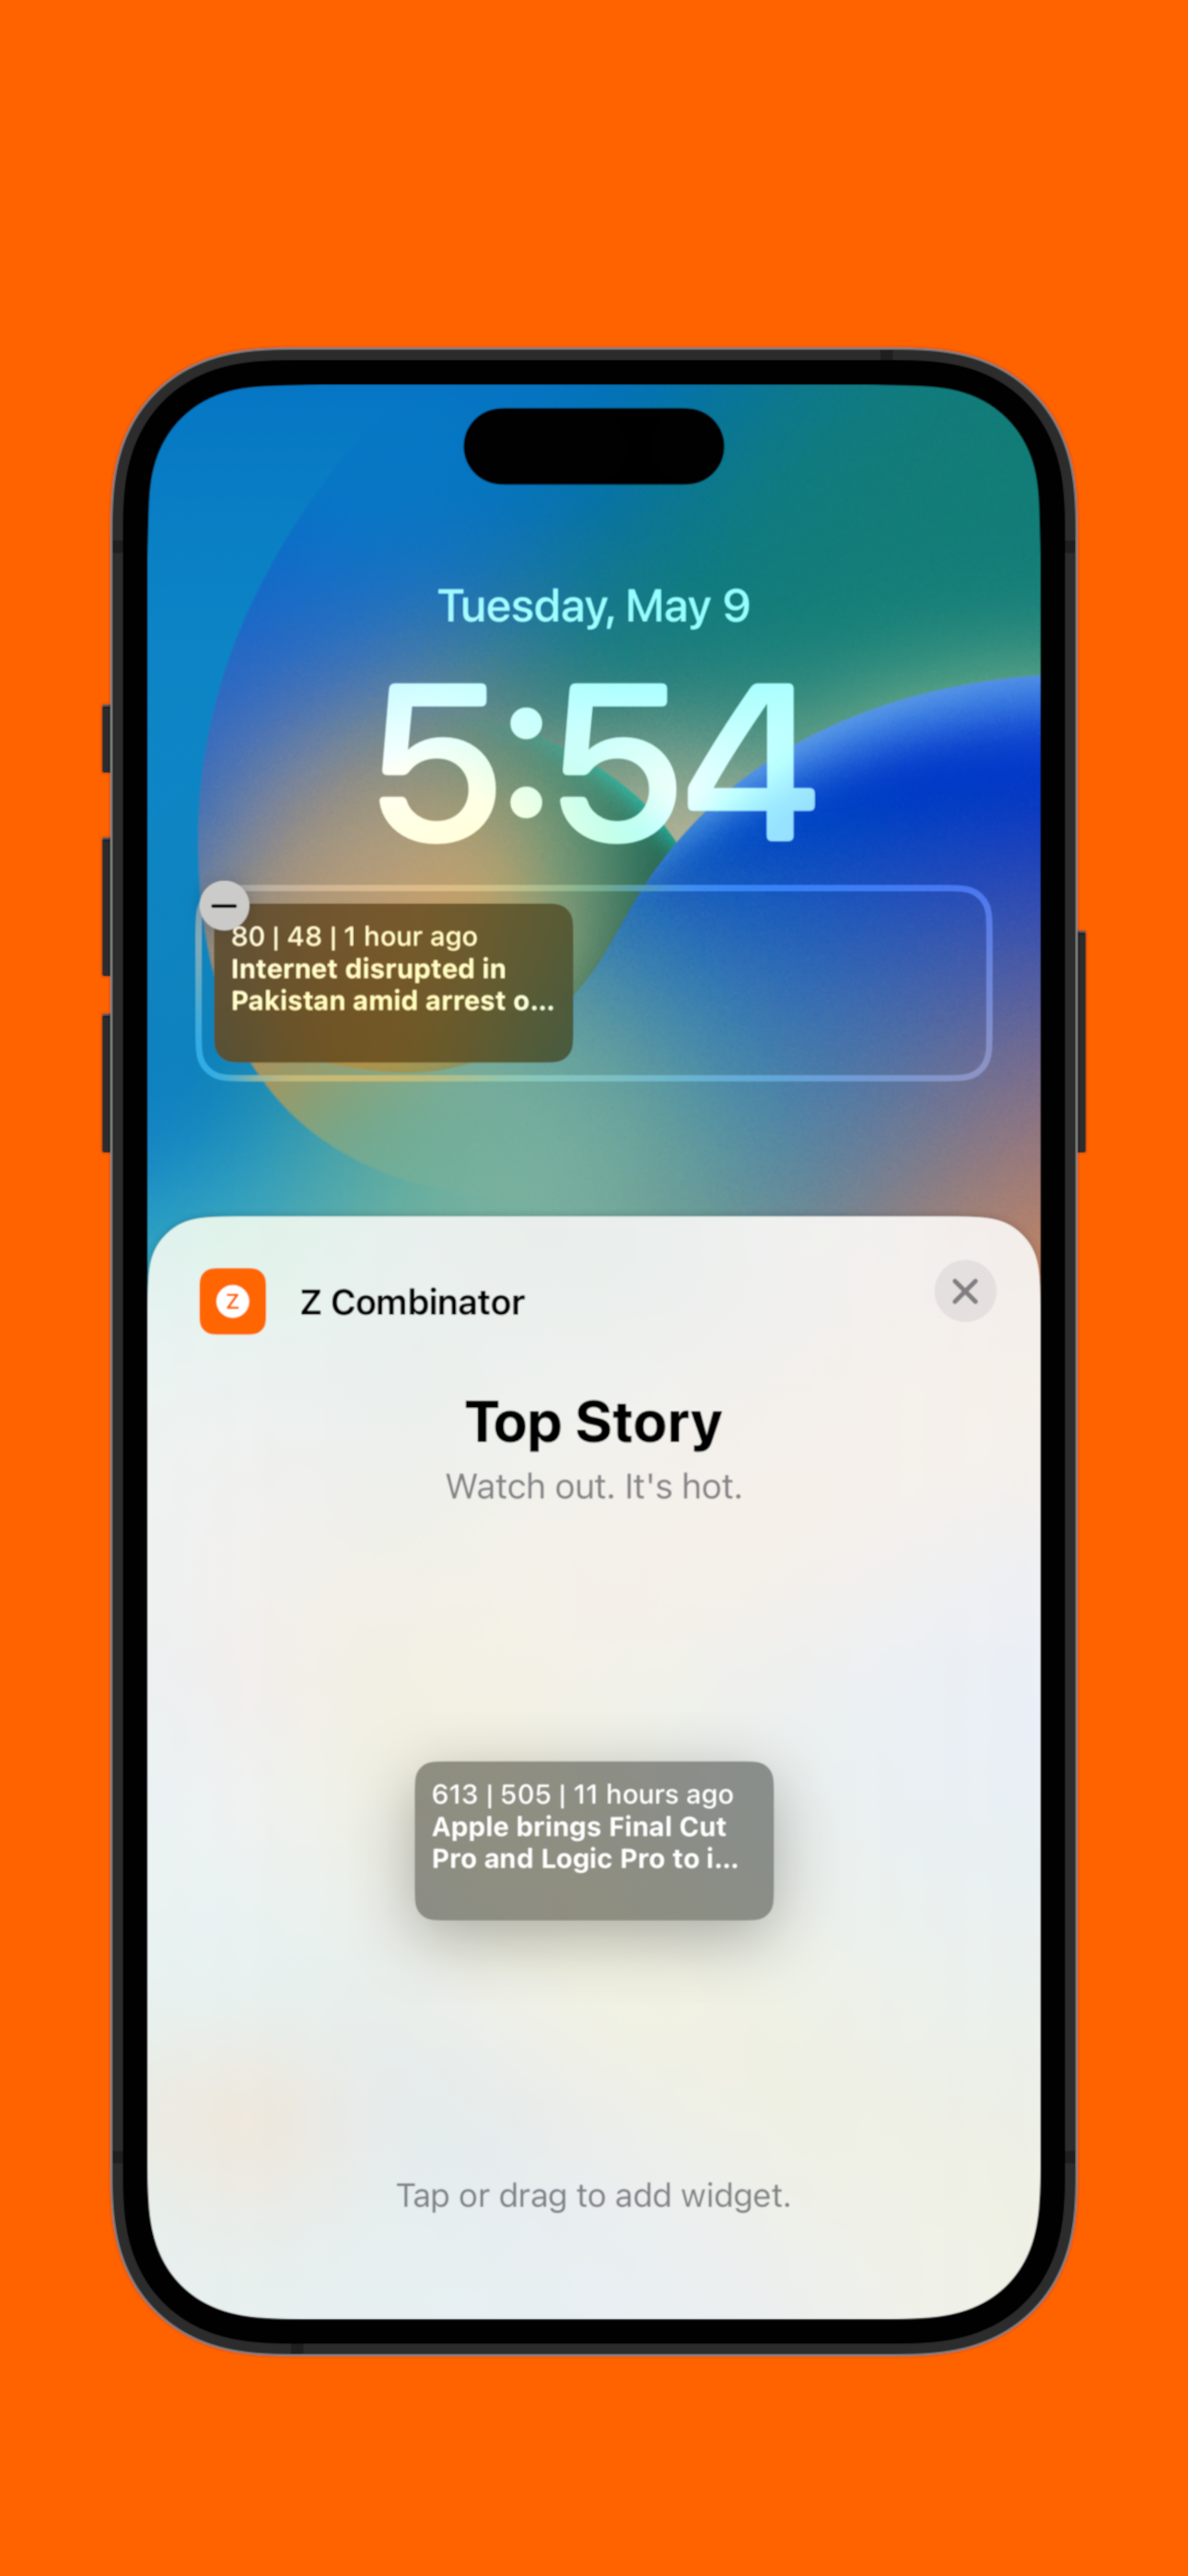 Tuesday, May 9
5:54
80 | 48 | 1 hour ago
Internet disrupted in
Pakistan amid arrest o...
Z
Z Combinator
Top Story
Watch out. It's hot.
613 | 505 | 11 hours ago
Apple brings Final Cut
Pro and Logic Pro to i...
Tap or drag to add widget.